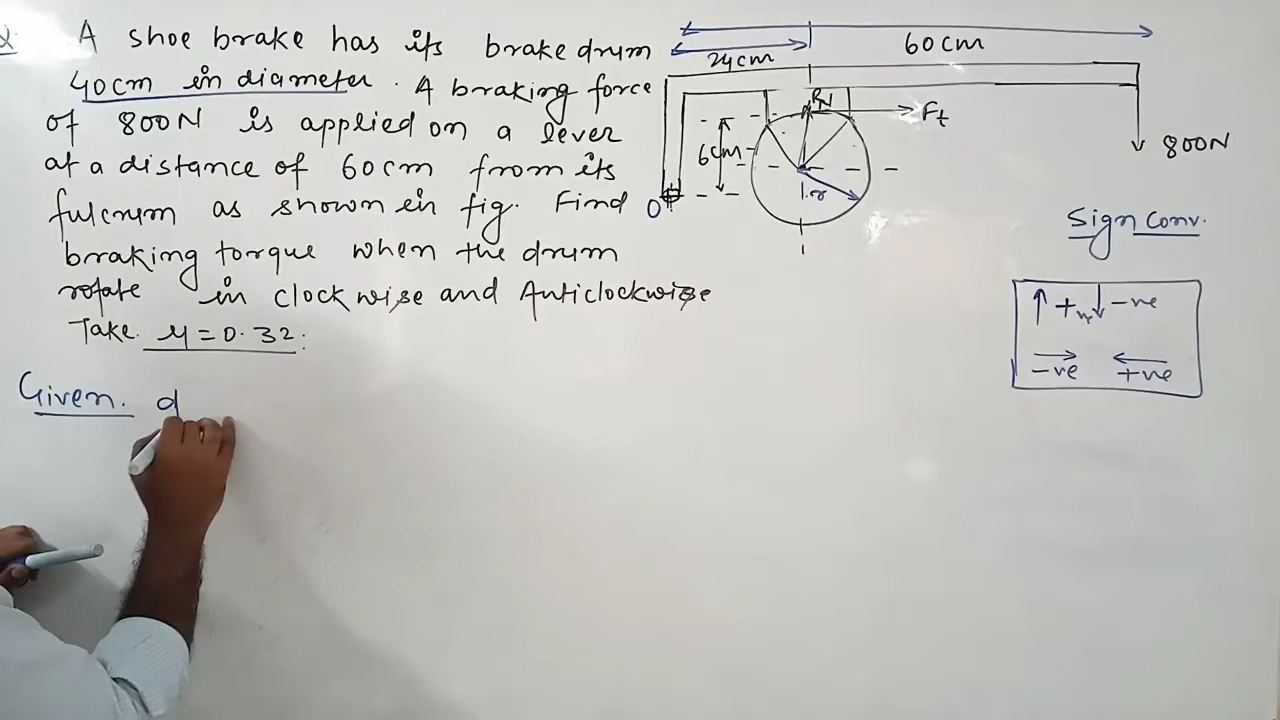 Q. A shoe brake has its brake drum
40cm in diameter. A braking force
of 800N is applied on a lever
at a distance of 60cm from its
fulcrum as shown in fig. Find
braking torque when the drum
rotate in clockwise and Anticlockwise
Take μ = 0.32:
Given. d
60cm
24cm
RN
Ft
6cm
800N
r
O
Sign Conv.
↑ +ve ↓ -ve
→ ←
-ve +ve